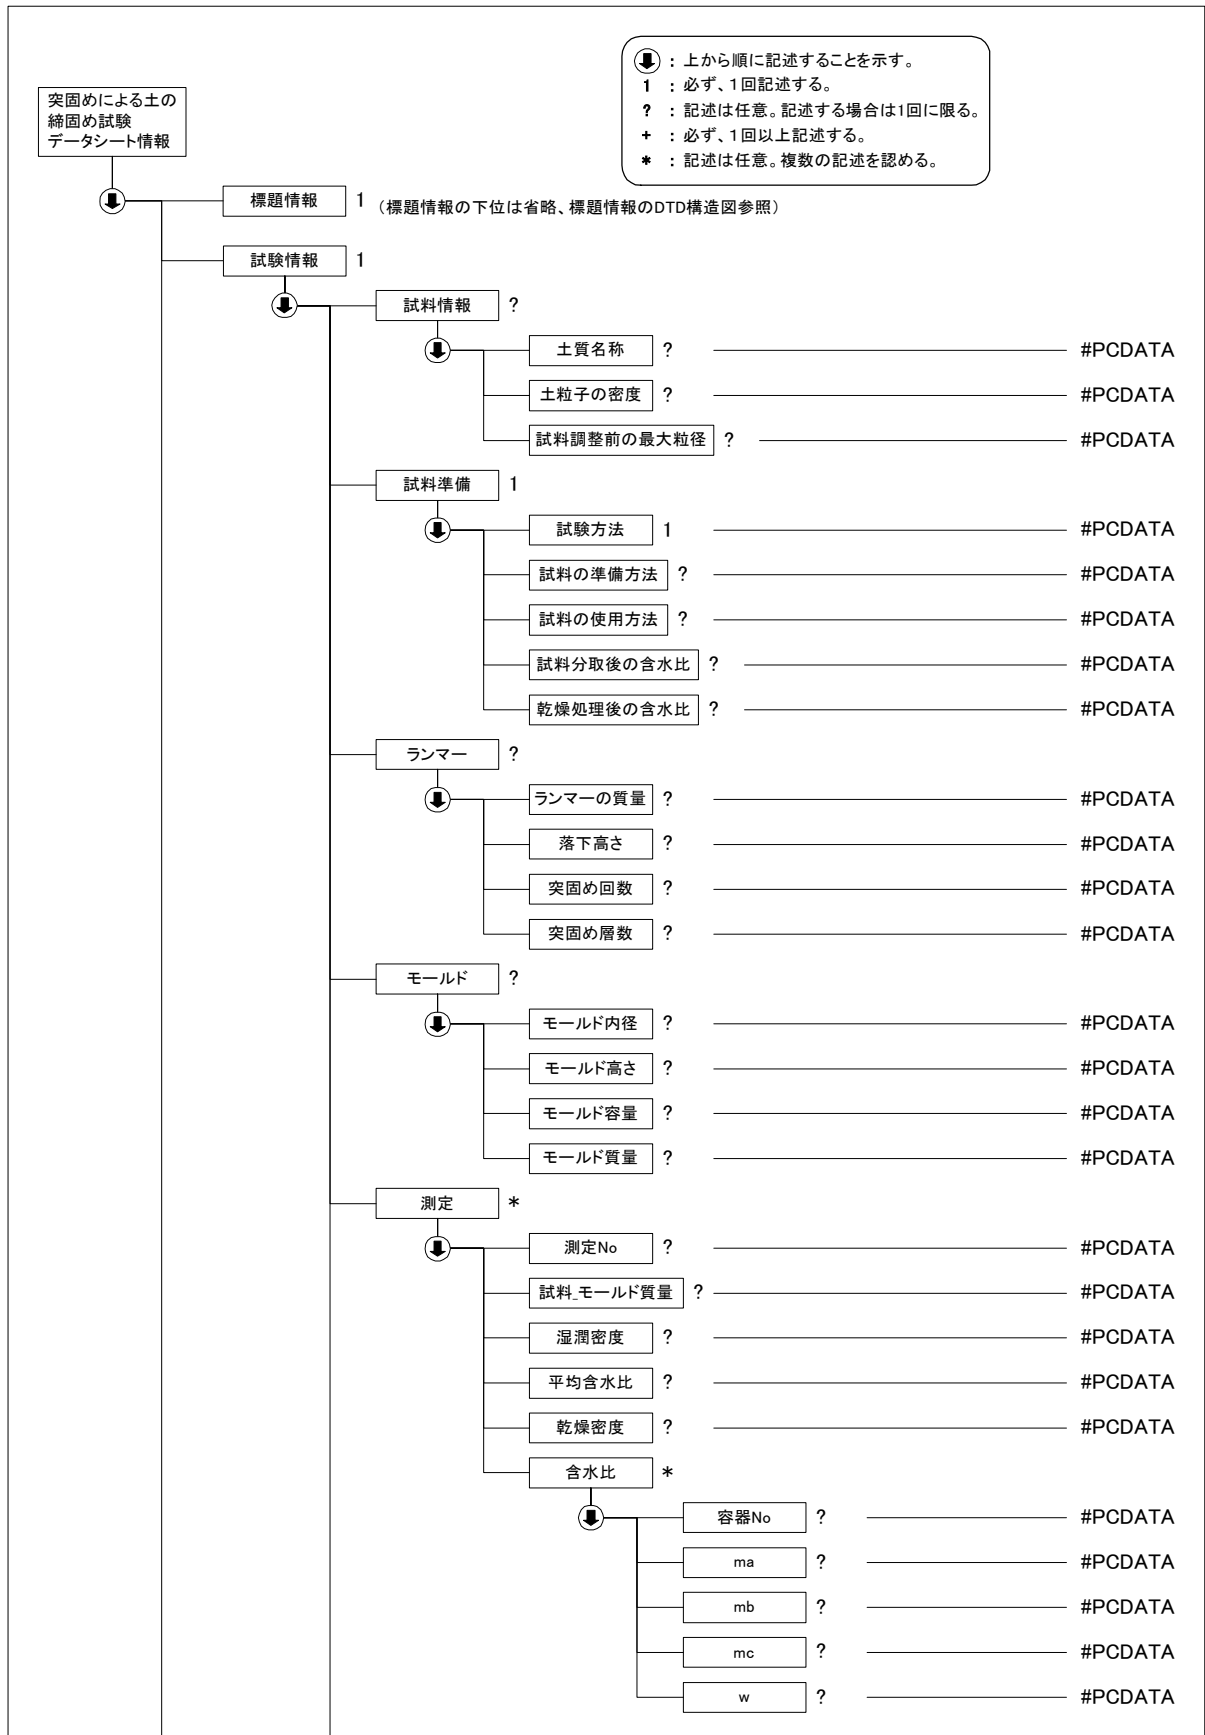 ：上から順に記述することを示す。
1 ：必ず、1回記述する。
? ：記述は任意。記述する場合は1回に限る。
+ ：必ず、1回以上記述する。
* ：記述は任意。複数の記述を認める。
突固めによる土の
締固め試験
データシート情報
標題情報 1 （標題情報の下位は省略、標題情報のDTD構造図参照）
試験情報 1
試料情報 ?
土質名称 ? #PCDATA
土粒子の密度 ? #PCDATA
試料調整前の最大粒径 ? #PCDATA
試料準備 1
試験方法 1 #PCDATA
試料の準備方法 ? #PCDATA
試料の使用方法 ? #PCDATA
試料分取後の含水比 ? #PCDATA
乾燥処理後の含水比 ? #PCDATA
ランマー ?
ランマーの質量 ? #PCDATA
落下高さ ? #PCDATA
突固め回数 ? #PCDATA
突固め層数 ? #PCDATA
モールド ?
モールド内径 ? #PCDATA
モールド高さ ? #PCDATA
モールド容量 ? #PCDATA
モールド質量 ? #PCDATA
測定 *
測定No ? #PCDATA
試料_モールド質量 ? #PCDATA
湿潤密度 ? #PCDATA
平均含水比 ? #PCDATA
乾燥密度 ? #PCDATA
含水比 *
容器No ? #PCDATA
ma ? #PCDATA
mb ? #PCDATA
mc ? #PCDATA
w ? #PCDATA